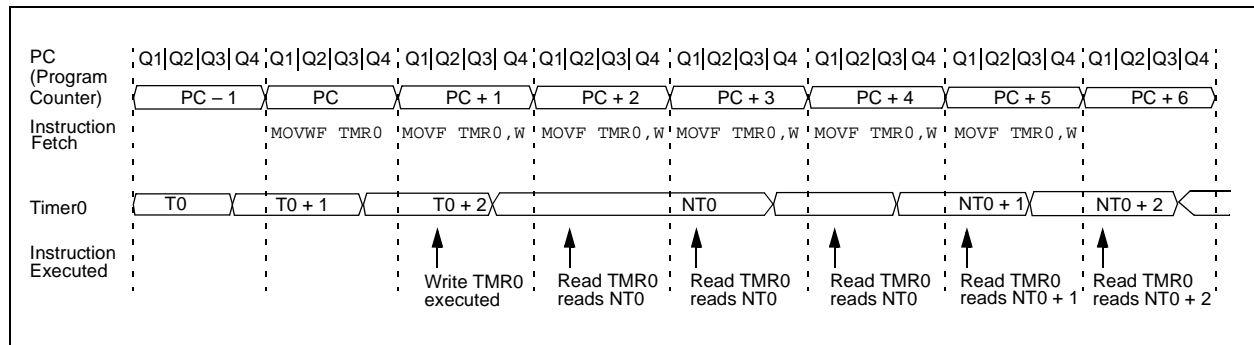 PC
(Program
Counter)
Q1 Q2 Q3 Q4 Q1 Q2 Q3 Q4 Q1 Q2 Q3 Q4 Q1 Q2 Q3 Q4 Q1 Q2 Q3 Q4 Q1 Q2 Q3 Q4 Q1 Q2 Q3 Q4 Q1 Q2 Q3 Q4
PC – 1 PC PC + 1 PC + 2 PC + 3 PC + 4 PC + 5 PC + 6
Instruction
Fetch
MOVWF TMR0 MOVF TMR0,W MOVF TMR0,W MOVF TMR0,W MOVF TMR0,W MOVF TMR0,W
Timer0
T0 T0 + 1 T0 + 2 NT0 NT0 + 1 NT0 + 2
Instruction
Executed
Write TMR0
executed
Read TMR0
reads NT0
Read TMR0
reads NT0
Read TMR0
reads NT0
Read TMR0
reads NT0 + 1
Read TMR0
reads NT0 + 2